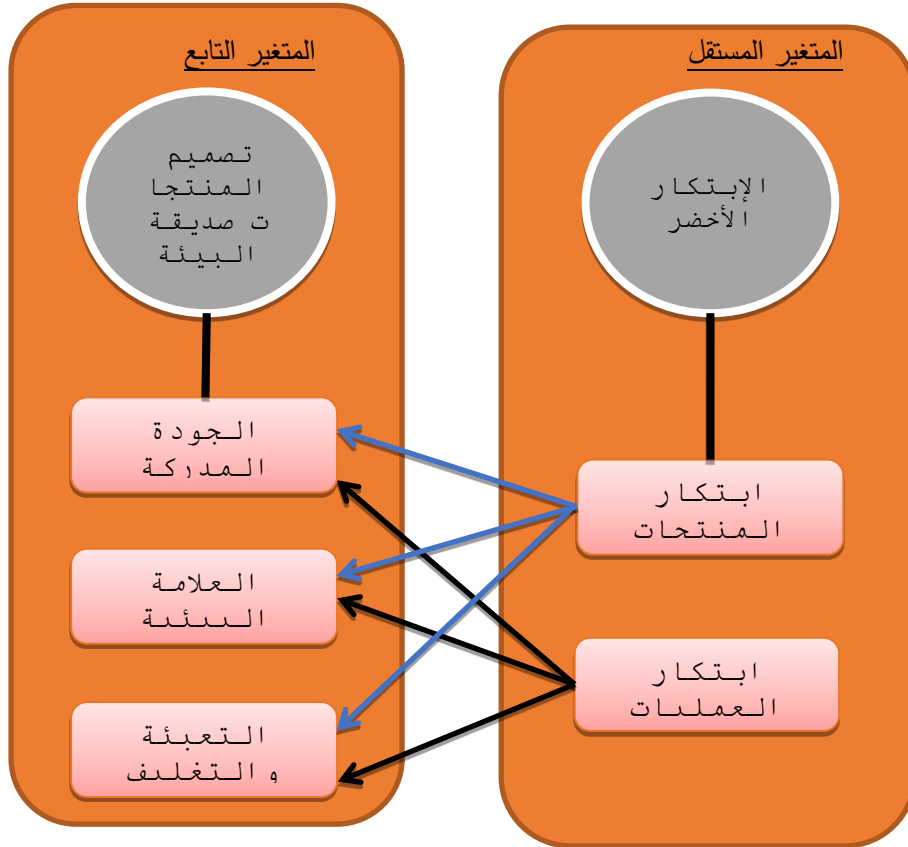 المتغير المستقل
الإبتكار
الأخضر
ابتكار
المنتجات
ابتكار
العمليات
المتغير التابع
تصميم
المنتجا
ت صديقة
البيئة
الجودة
المدركة
العلامة
البيئية
التعبئة
و التغليف